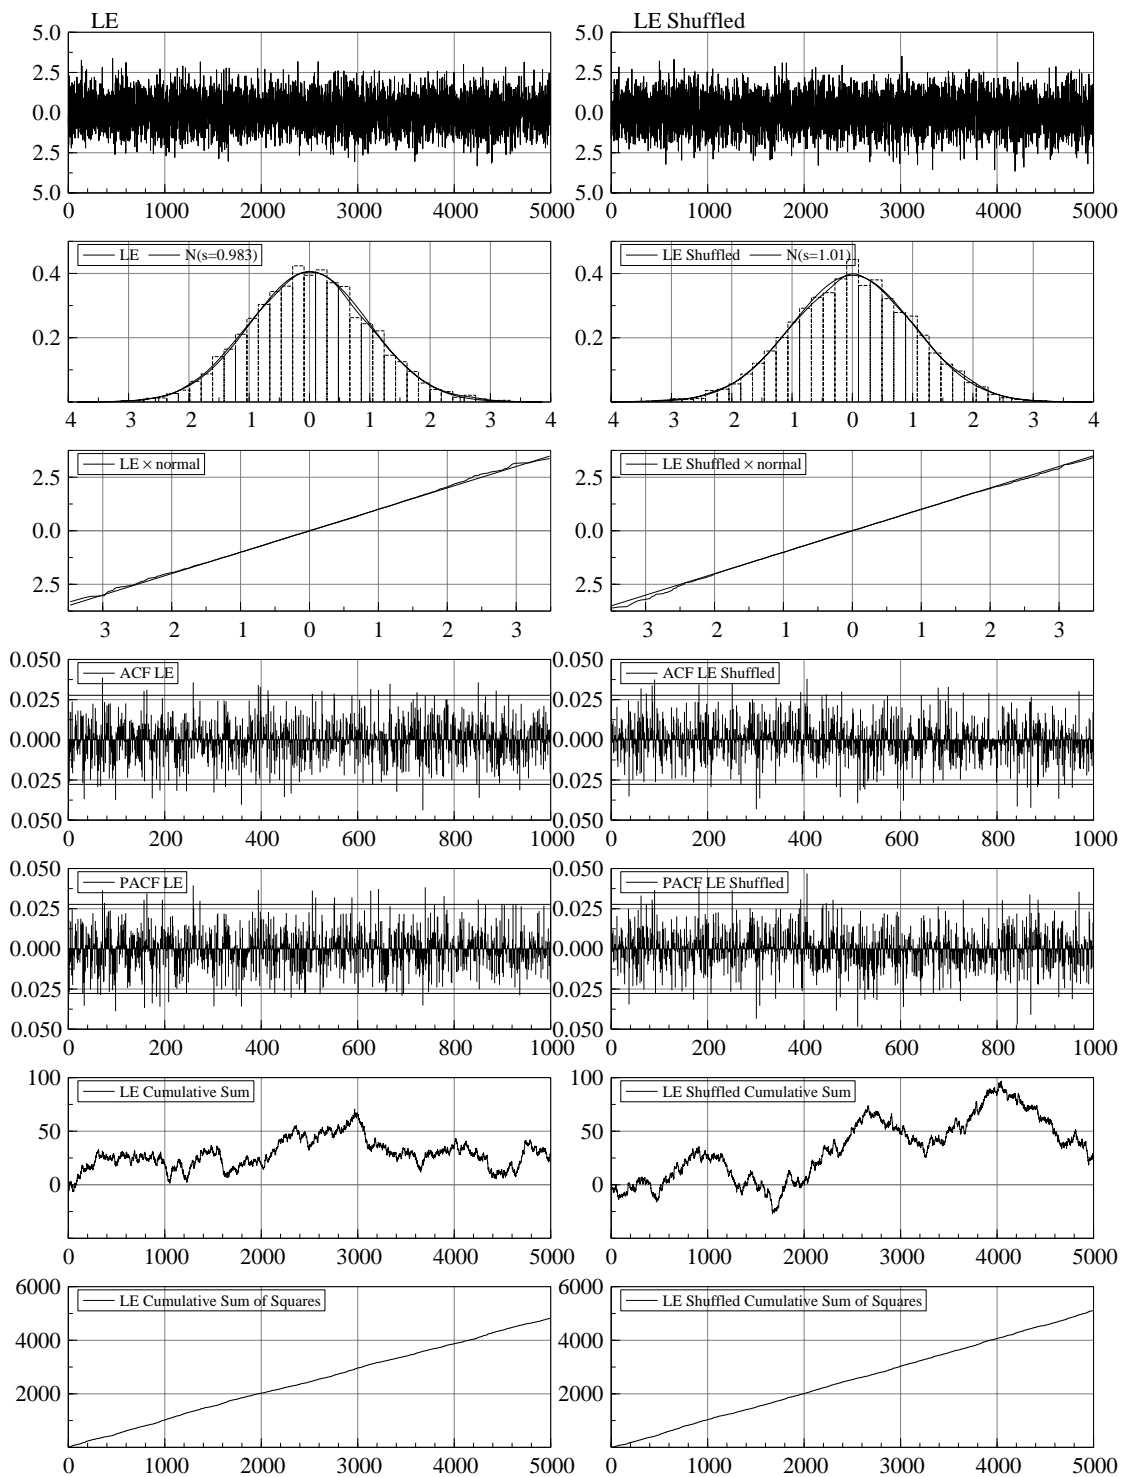 LE LE Shuffled
5.0 5.0
2.5 2.5
0.0 0.0
2.5 2.5
5.0 5.0
0 1000 2000 3000 4000 5000 0 1000 2000 3000 4000 5000
LE N(s=0.983) LE Shuffled N(s=1.01)
0.4 0.4
0.2 0.2
4 3 2 1 0 1 2 3 4 4 3 2 1 0 1 2 3 4
LE × normal LE Shuffled × normal
2.5 2.5
0.0 0.0
2.5 2.5
3 2 1 0 1 2 3 3 2 1 0 1 2 3
0.050 0.050
ACF LE ACF LE Shuffled
0.025 0.025
0.000 0.000
0.025 0.025
0.050 0.050
0 200 400 600 800 1000 0 200 400 600 800 1000
0.050 0.050
PACF LE PACF LE Shuffled
0.025 0.025
0.000 0.000
0.025 0.025
0.050 0.050
0 200 400 600 800 1000 0 200 400 600 800 1000
100 100
LE Cumulative Sum LE Shuffled Cumulative Sum
50 50
0 0
0 1000 2000 3000 4000 5000 0 1000 2000 3000 4000 5000
6000 6000
LE Cumulative Sum of Squares LE Shuffled Cumulative Sum of Squares
4000 4000
2000 2000
0 1000 2000 3000 4000 5000 0 1000 2000 3000 4000 5000